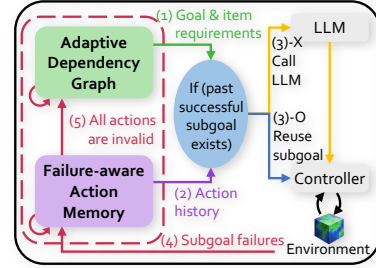 (1) Goal & item
requirements
LLM
Adaptive
Dependency
Graph
(3)-X
Call
LLM
If (past
successful
subgoal
exists)
(3)-O
Reuse
subgoal
(5) All actions
are invalid
Failure-aware
Action
Memory
(2) Action
history
Controller
(4) Subgoal failures
Environment